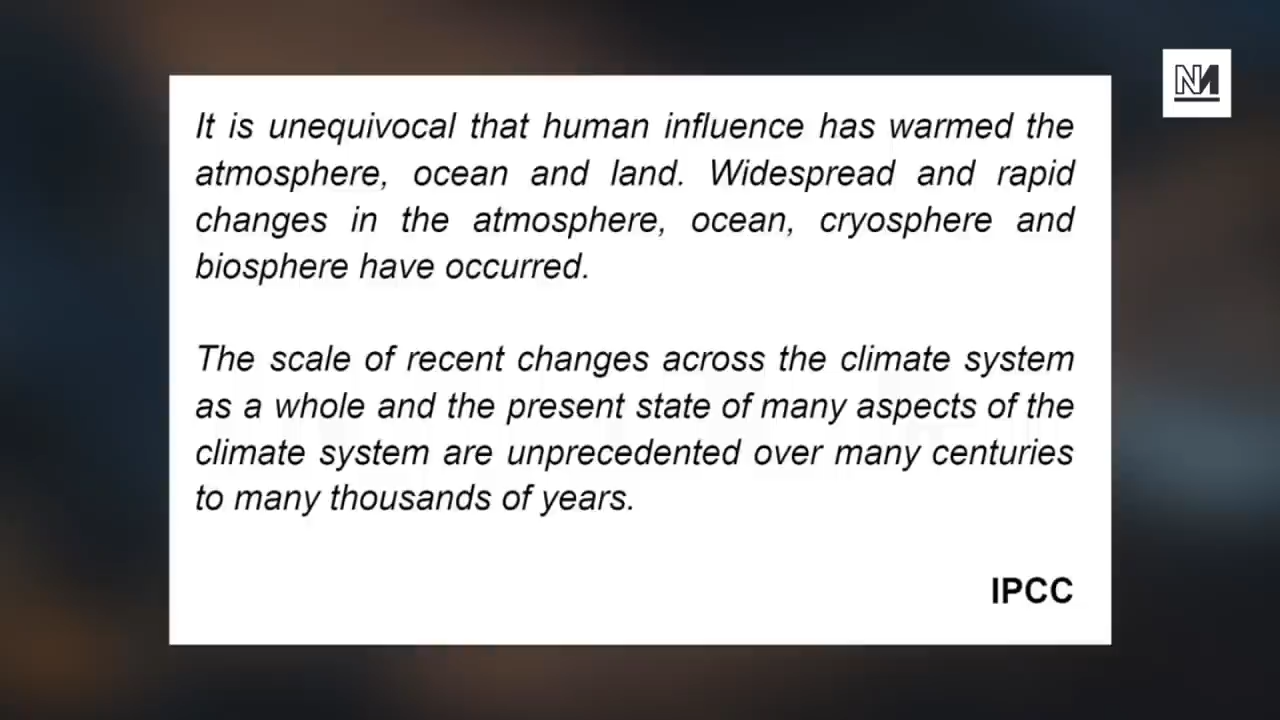 It is unequivocal that human influence has warmed the
atmosphere, ocean and land. Widespread and rapid
changes in the atmosphere, ocean, cryosphere and
biosphere have occurred.
The scale of recent changes across the climate system
as a whole and the present state of many aspects of the
climate system are unprecedented over many centuries
to many thousands of years.
IPCC